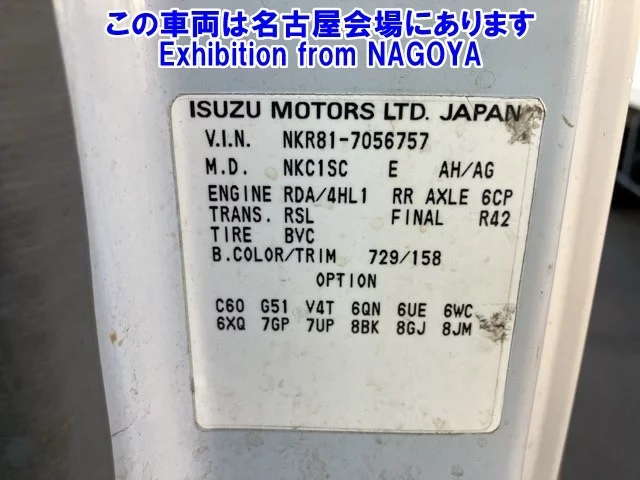 この車両は名古屋会場にあります
Exhibition from NAGOYA
ISUZU MOTORS LTD. JAPAN
V.I.N. NKR81-7056757
M.D. NKC1SC E AH/AG
ENGINE RDA/4HL1 RR AXLE 6CP
TRANS. RSL FINAL R42
TIRE BVC
B.COLOR/TRIM 729/158
OPTION
C60 G51 V4T 6QN 6UE 6WC
6XQ 7GP 7UP 8BK 8GJ 8JM